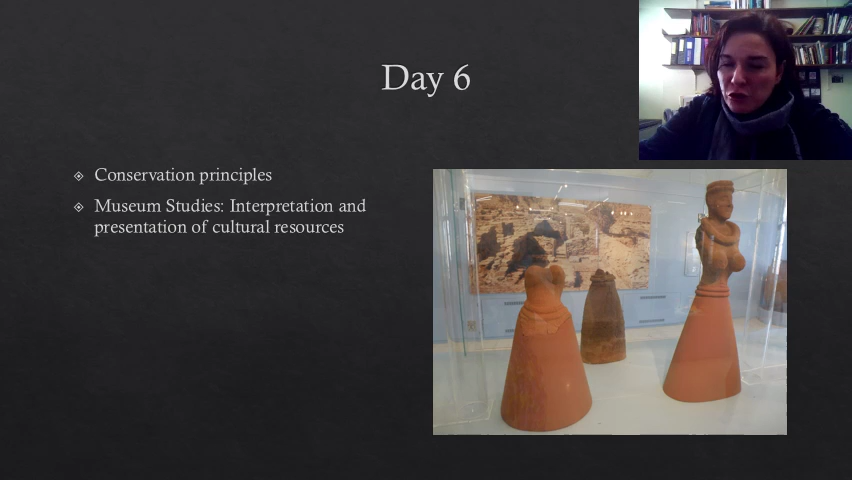 Day 6
Conservation principles
Museum Studies: Interpretation and
presentation of cultural resources